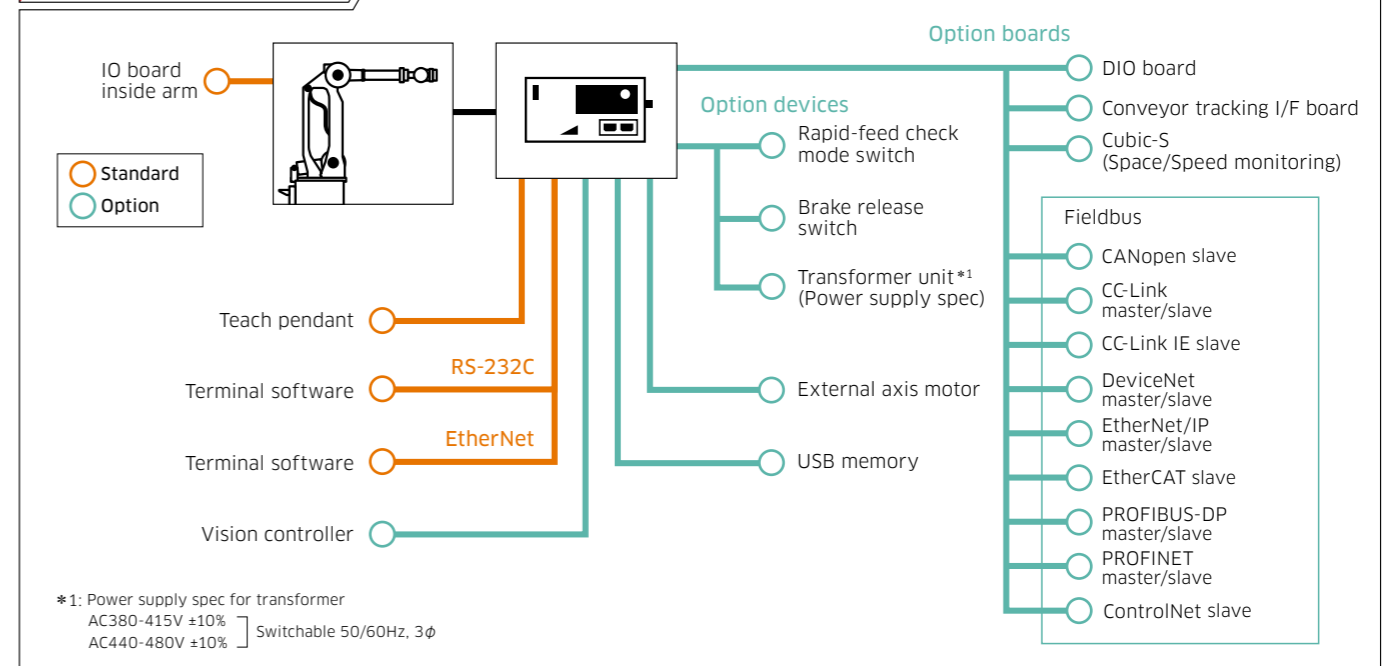 IO board
inside arm
Standard
Option
Teach pendant
RS-232C
Terminal software
EtherNet
Terminal software
Vision controller
Option devices
Rapid-feed check
mode switch
Brake release
switch
Transformer unit*1
(Power supply spec)
External axis motor
USB memory
Option boards
DIO board
Conveyor tracking I/F board
Cubic-S
(Space/Speed monitoring)
Fieldbus
CANopen slave
CC-Link
master/slave
CC-Link IE slave
DeviceNet
master/slave
EtherNet/IP
master/slave
EtherCAT slave
PROFIBUS-DP
master/slave
PROFINET
master/slave
ControlNet slave
*1: Power supply spec for transformer
AC380-415V ±10%
AC440-480V ±10%
Switchable 50/60Hz, 3φ